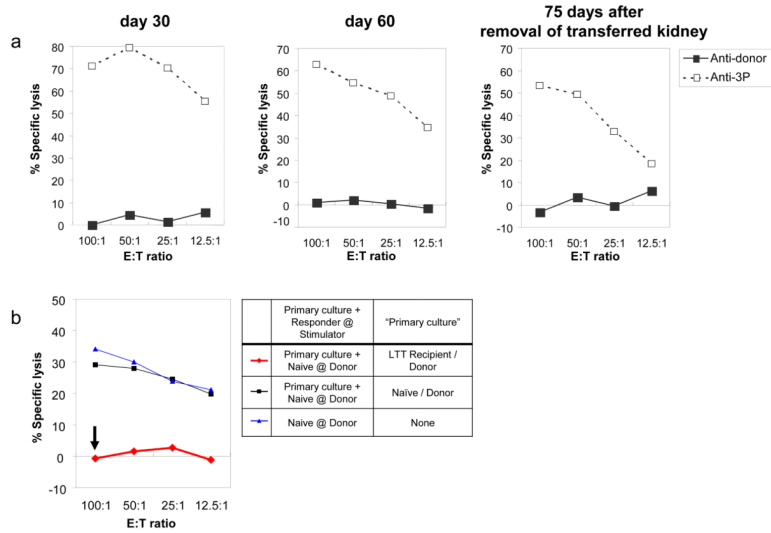 a
day 30
day 60
75 days after
removal of transferred kidney
% Specific lysis
80
70
60
50
40
30
20
10
0
100:1 50:1 25:1 12.5:1
E:T ratio
% Specific lysis
70
60
50
40
30
20
10
0
-10
100:1 50:1 25:1 12.5:1
E:T ratio
% Specific lysis
70
60
50
40
30
20
10
0
-10
100:1 50:1 25:1 12.5:1
E:T ratio
Anti-donor
Anti-3P
b
% Specific lysis
50
40
30
20
10
0
-10
100:1 50:1 25:1 12.5:1
E:T ratio
Primary culture +
Responder @
Stimulator
"Primary culture"
Primary culture +
Naive @ Donor
LTT Recipient /
Donor
Primary culture +
Naive @ Donor
Naïve / Donor
Naive @ Donor
None